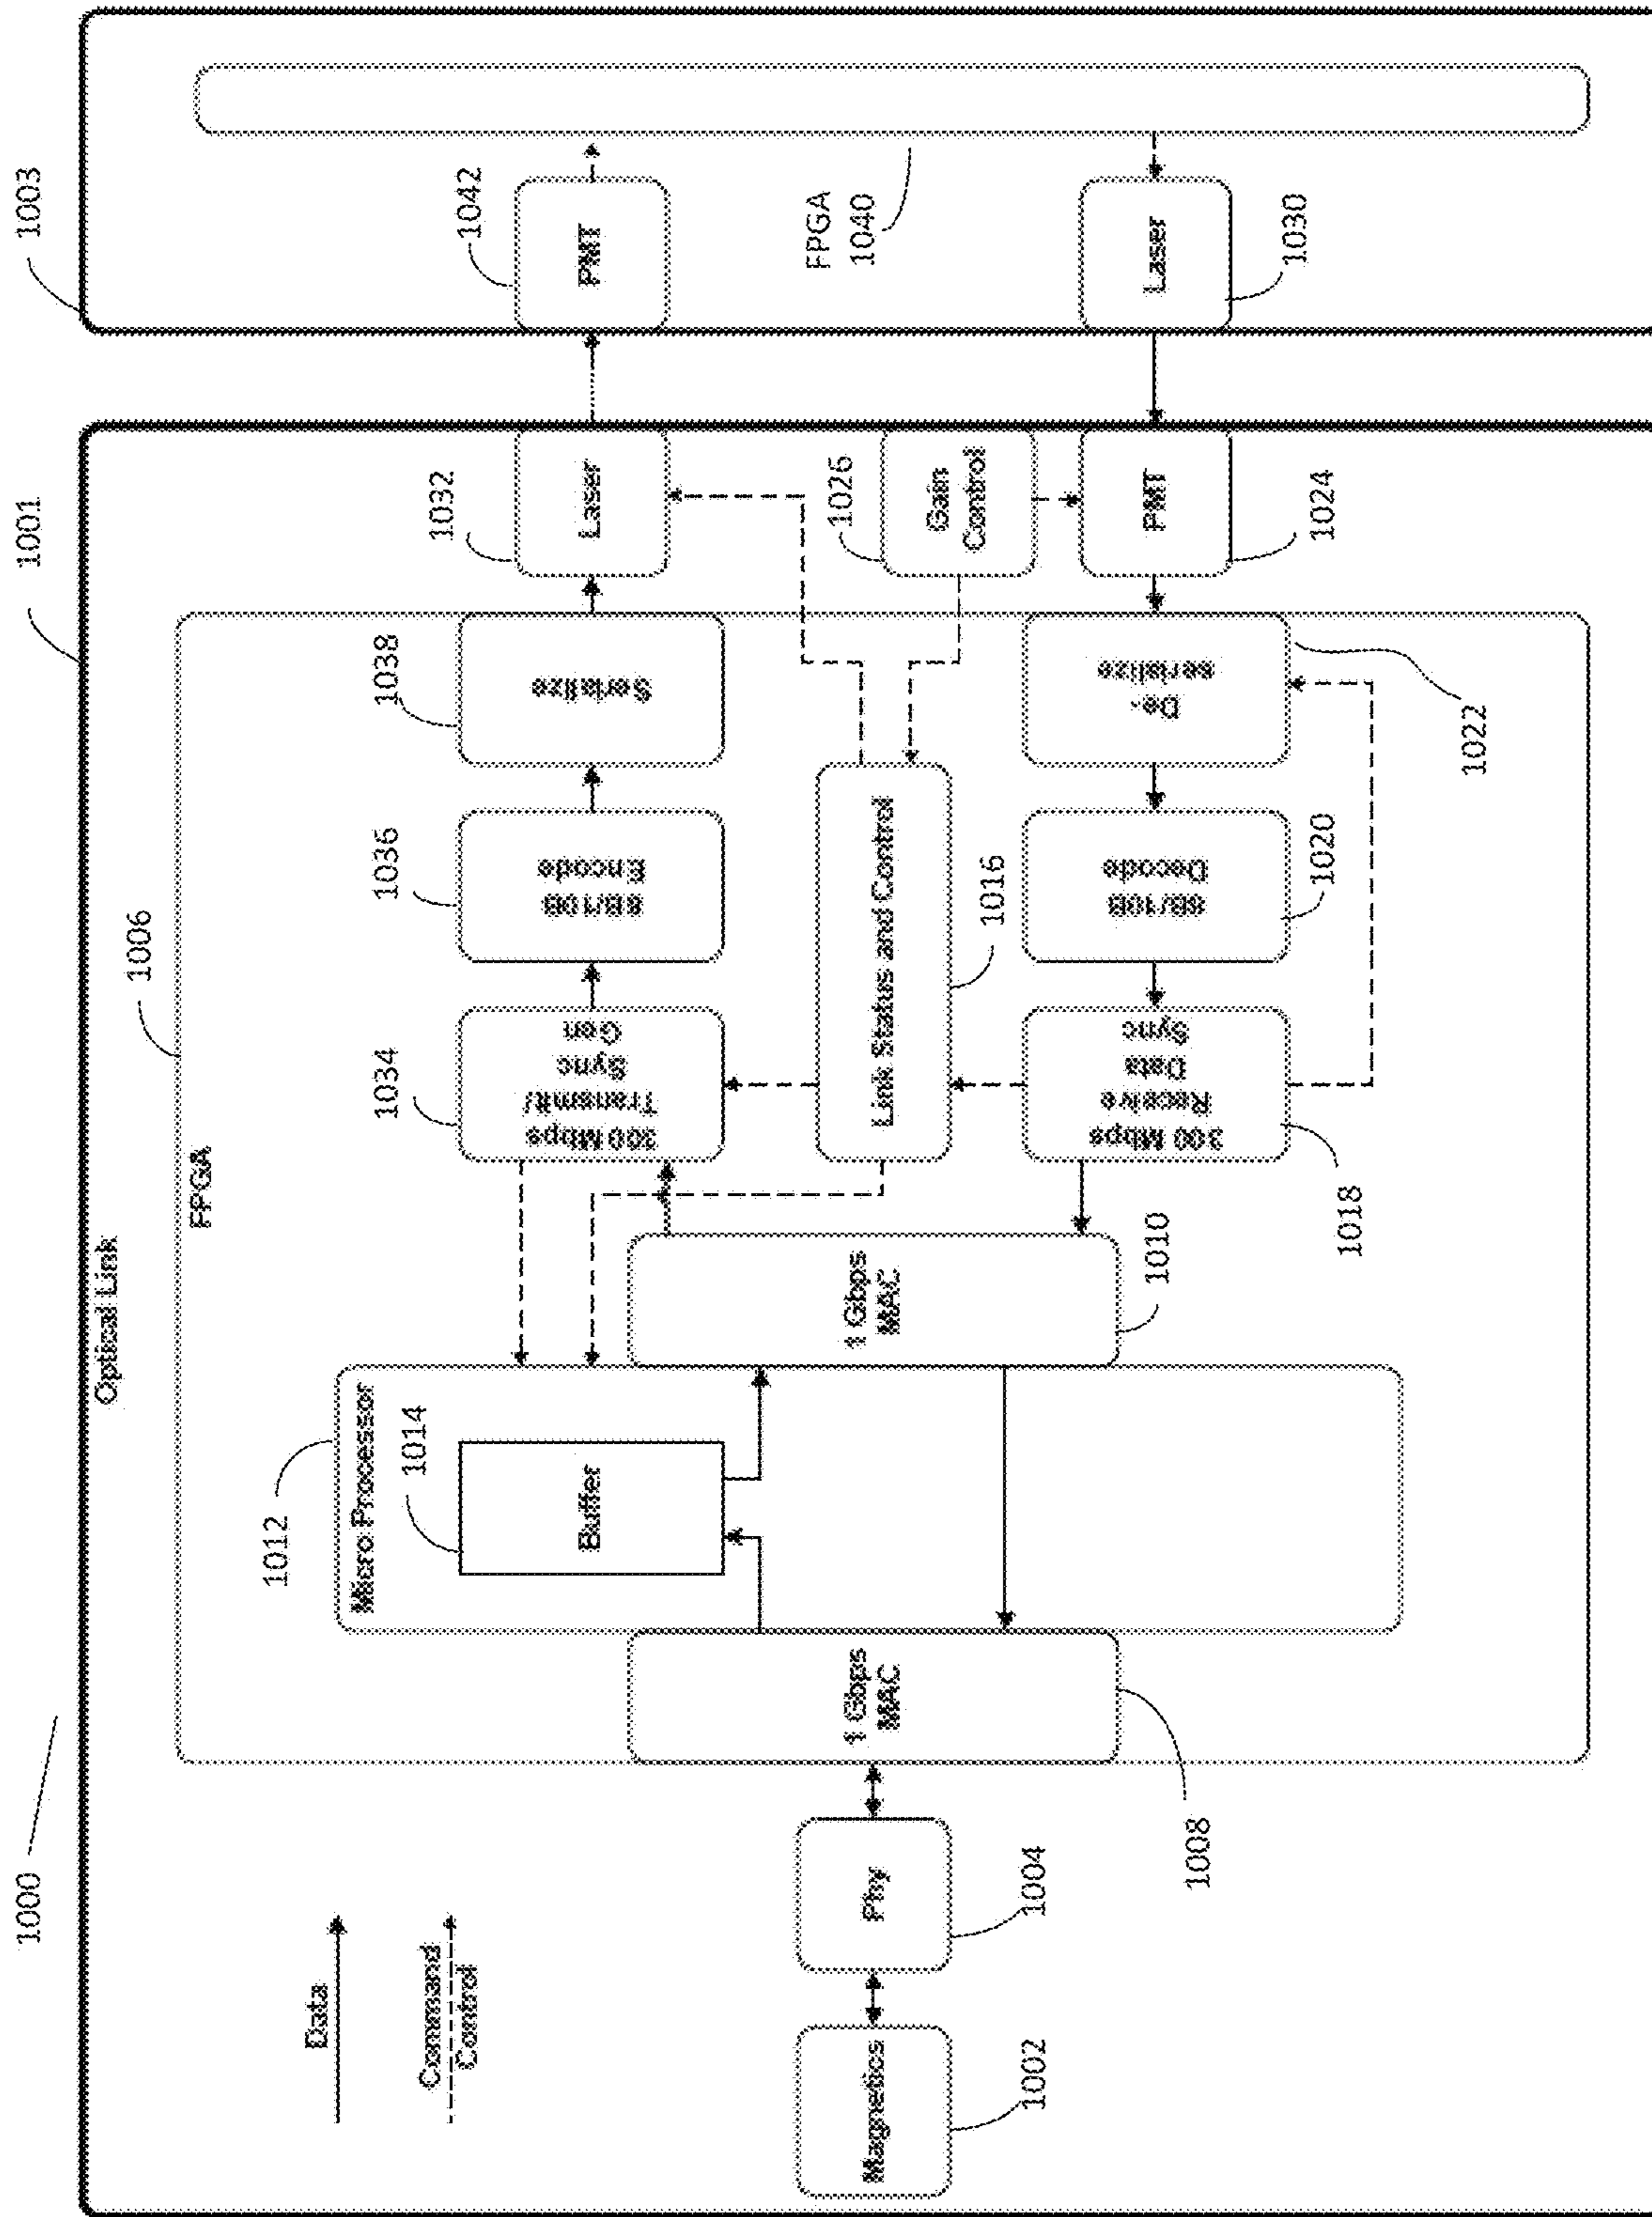 1000
1001
1003
Optical Link
1006
FPGA
Data
Command
Control
1012
Micro Processor
1014
Buffer
1034
300 Mbps
Transmit/
Sync
Gen
1036
8B/10B
Encode
1038
Serialize
1032
Laser
1042
PMT
Magnetics
1002
Phy
1004
1 Gbps
MAC
1008
1 Gbps
MAC
1010
Link Status and Control
1016
1026
Gain
Control
FPGA
1040
300 Mbps
Receive
Data
Sync
1018
8B/10B
Decode
1020
De-
serialize
1022
PMT
1024
Laser
1030